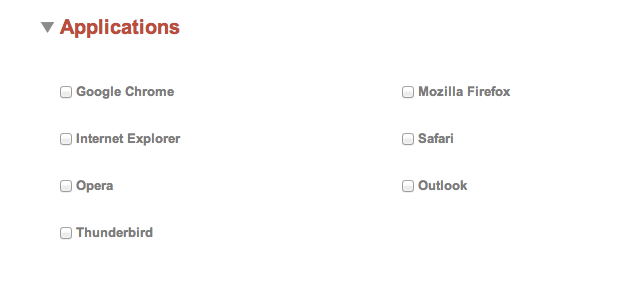 Applications
Google Chrome
Mozilla Firefox
Internet Explorer
Safari
Opera
Outlook
Thunderbird